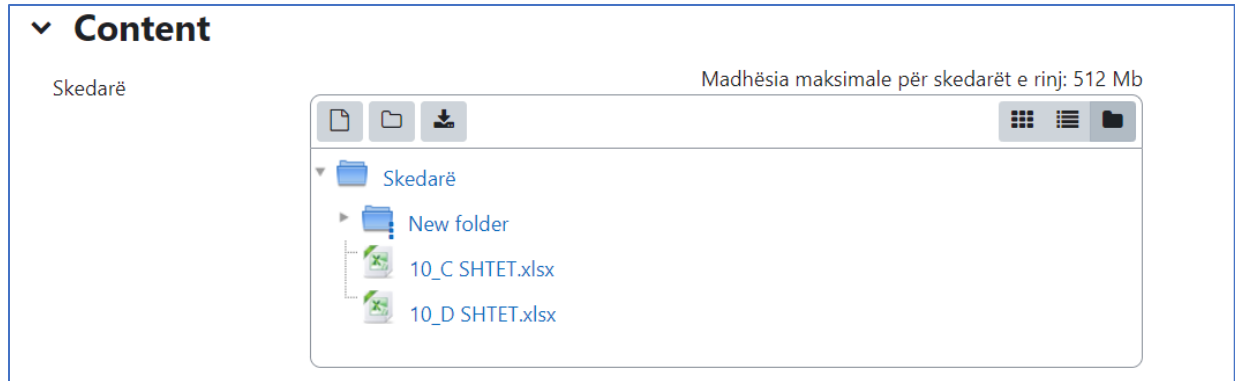 Content
Skedarë
Madhësia maksimale për skedarët e rinj: 512 Mb
Skedarë
New folder
10_C SHTET.xlsx
10_D SHTET.xlsx